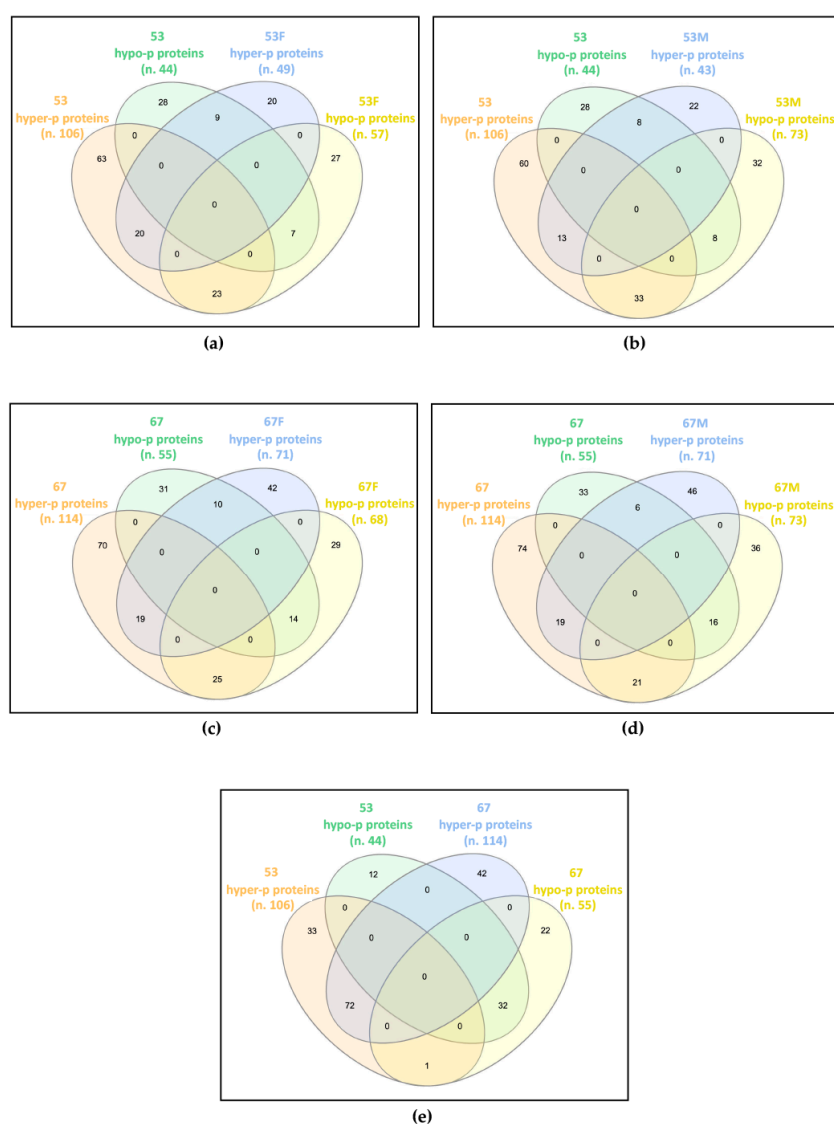 53
hypo-p proteins
(n. 44)
53F
hyper-p proteins
(n. 49)
53
hyper-p proteins
(n. 106)
53F
hypo-p proteins
(n. 57)
28
20
9
0
0
63
0
0
27
0
20
7
0
0
23
(a)
53
hypo-p proteins
(n. 44)
53M
hyper-p proteins
(n. 43)
53
hyper-p proteins
(n. 106)
53M
hypo-p proteins
(n. 73)
28
22
8
0
0
60
0
0
32
0
13
8
0
0
33
(b)
67
hypo-p proteins
(n. 55)
67F
hyper-p proteins
(n. 71)
67
hyper-p proteins
(n. 114)
67F
hypo-p proteins
(n. 68)
31
42
10
0
0
70
0
0
29
0
19
14
0
0
25
(c)
67
hypo-p proteins
(n. 55)
67M
hyper-p proteins
(n. 71)
67
hyper-p proteins
(n. 114)
67M
hypo-p proteins
(n. 73)
33
46
6
0
0
74
0
0
36
0
19
16
0
0
21
(d)
53
hypo-p proteins
(n. 44)
67
hyper-p proteins
(n. 114)
53
hyper-p proteins
(n. 106)
67
hypo-p proteins
(n. 55)
12
42
0
0
0
33
0
0
22
0
72
32
0
0
1
(e)